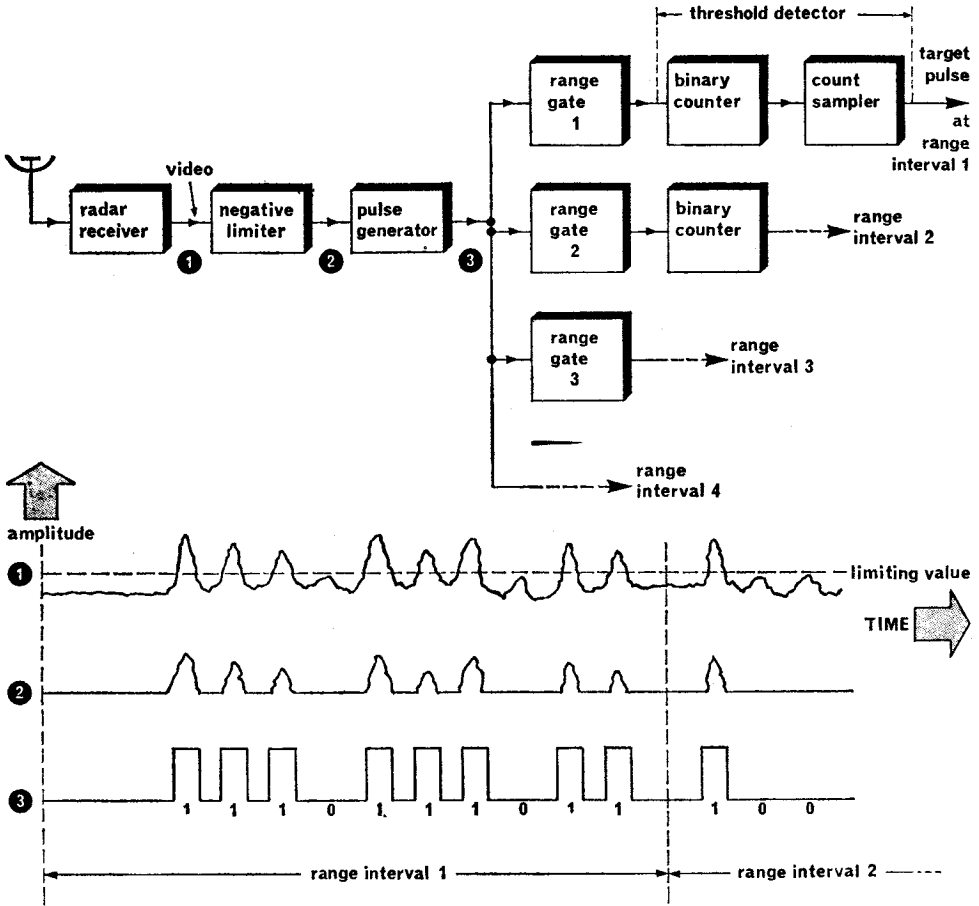 threshold detector
range
gate
1
binary
counter
count
sampler
target
pulse
at
range
interval 1
video
radar
receiver
negative
limiter
pulse
generator
1
2
3
range
gate
2
binary
counter
range
interval 2
range
gate
3
range
interval 3
range
interval 4
amplitude
1
limiting value
TIME
2
3
1 1 1 0 1 1 1 0 1 1 1 0 0
range interval 1
range interval 2